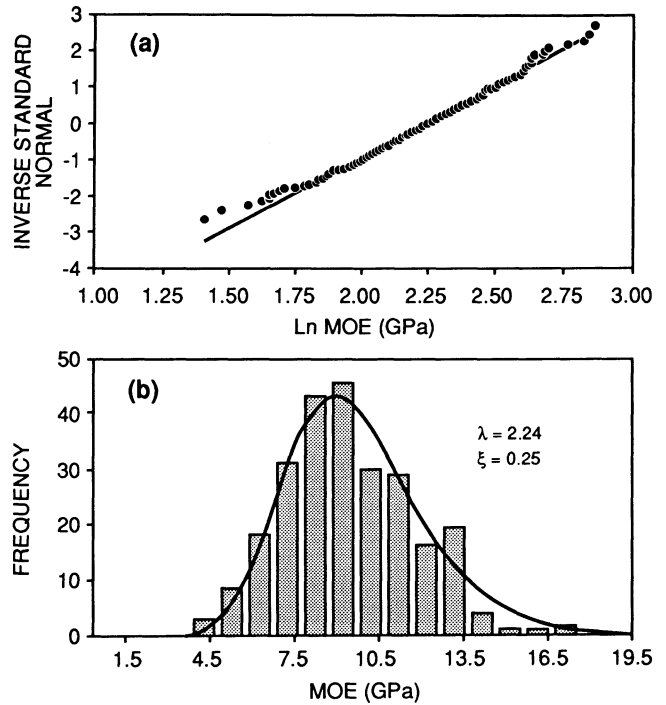 (a)
INVERSE STANDARD
NORMAL
3
2
1
0
-1
-2
-3
-4
1.00 1.25 1.50 1.75 2.00 2.25 2.50 2.75 3.00
Ln MOE (GPa)
(b)
FREQUENCY
50
40
30
20
10
0
λ = 2.24
ξ = 0.25
1.5 4.5 7.5 10.5 13.5 16.5 19.5
MOE (GPa)